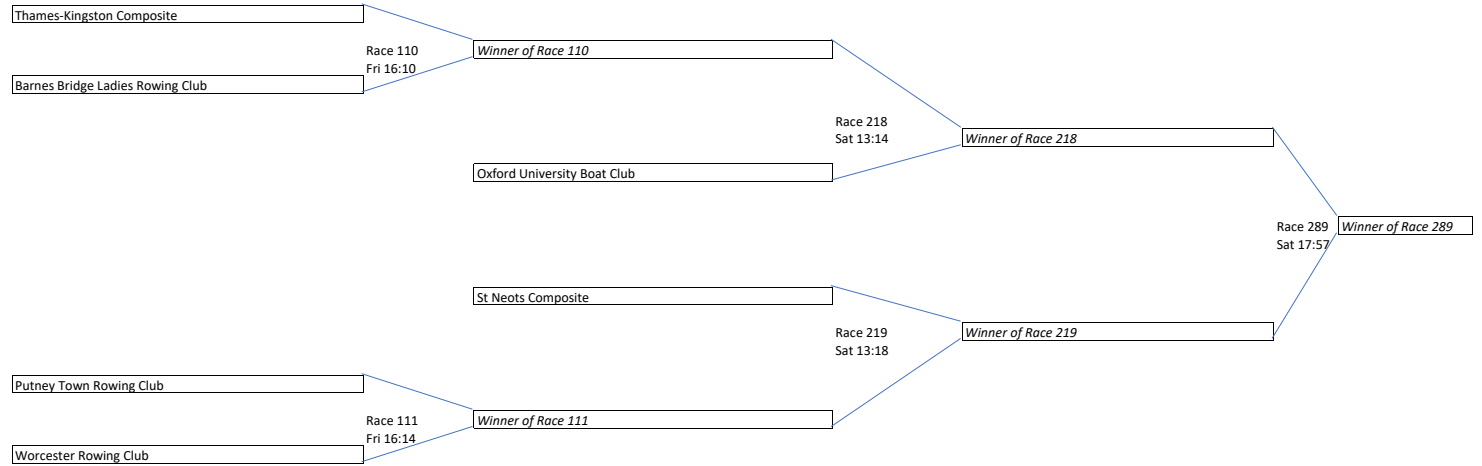 Thames-Kingston Composite
Race 110
Fri 16:10
Winner of Race 110
Barnes Bridge Ladies Rowing Club
Race 218
Sat 13:14
Winner of Race 218
Oxford University Boat Club
Race 289
Sat 17:57
Winner of Race 289
St Neots Composite
Race 219
Sat 13:18
Winner of Race 219
Putney Town Rowing Club
Race 111
Fri 16:14
Winner of Race 111
Worcester Rowing Club